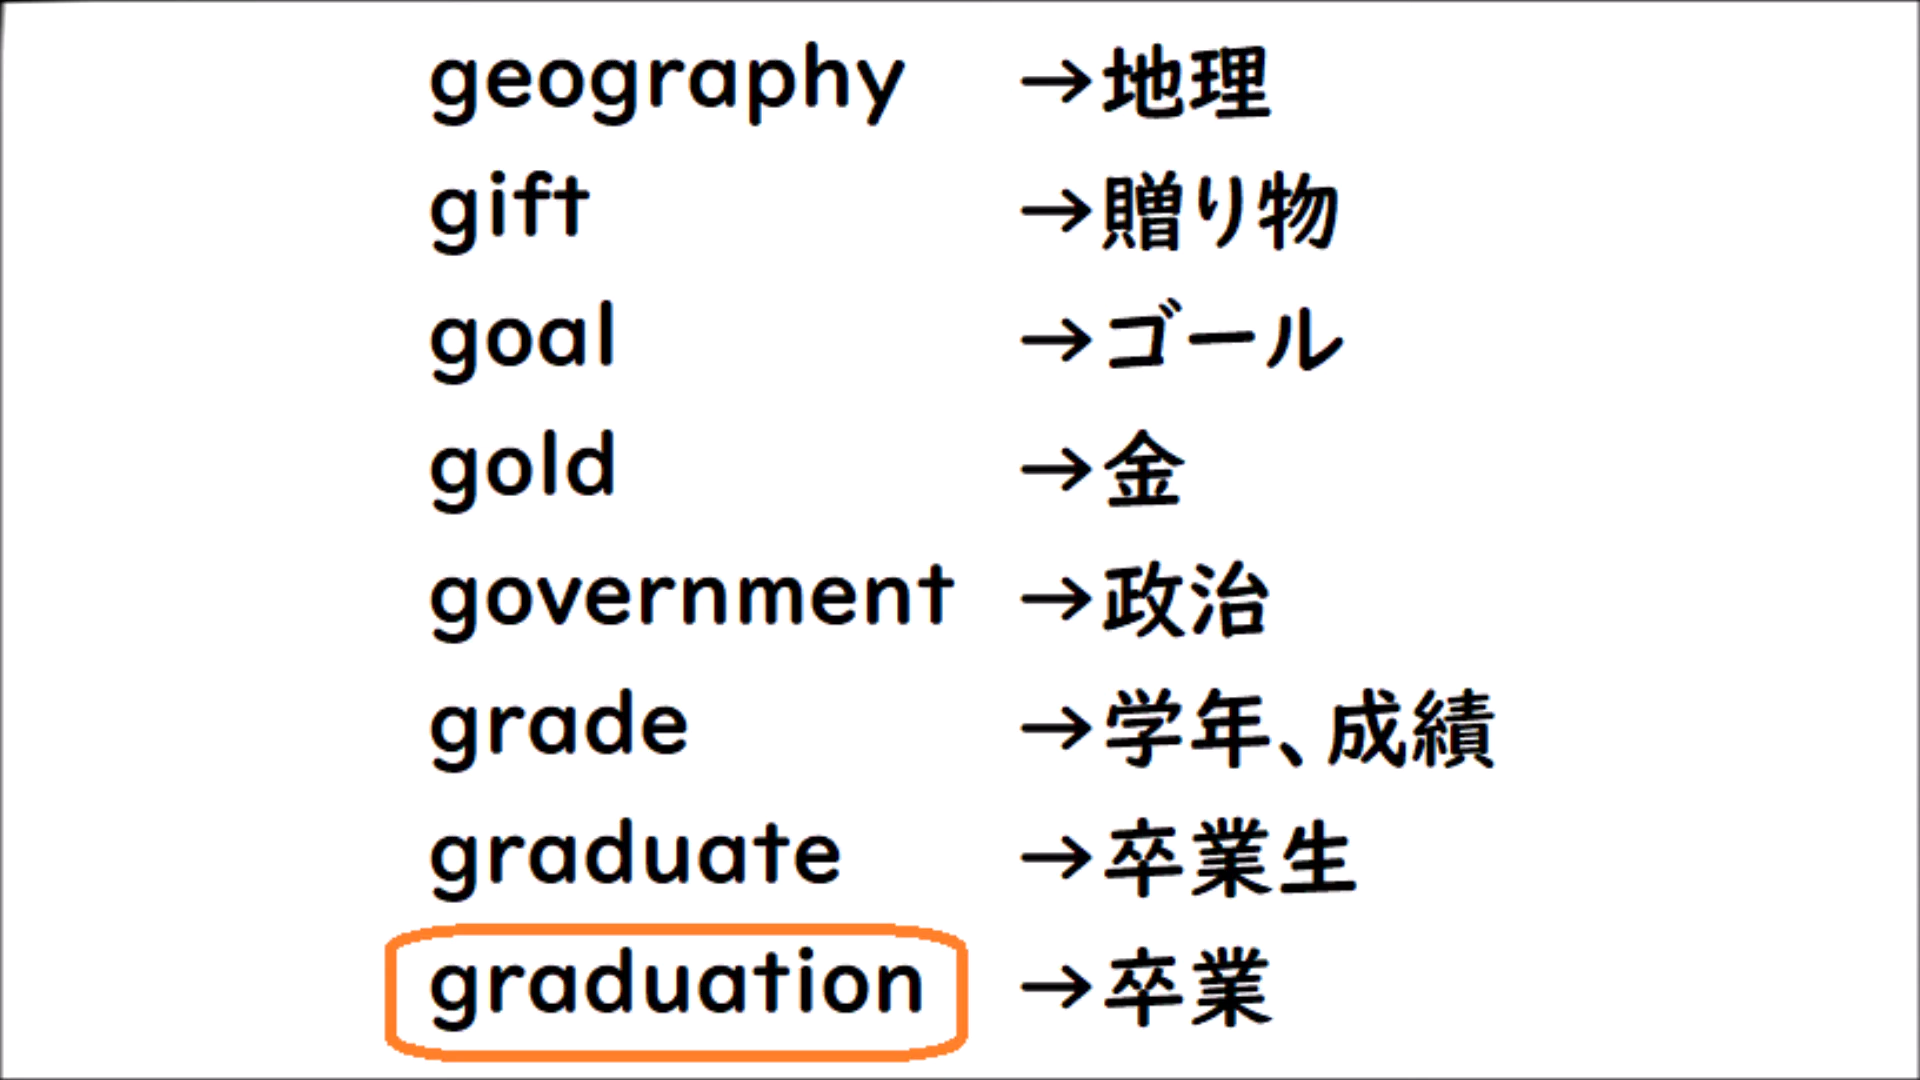 geography →地理
gift →贈り物
goal →ゴール
gold →金
government →政治
grade →学年、成績
graduate →卒業生
graduation →卒業